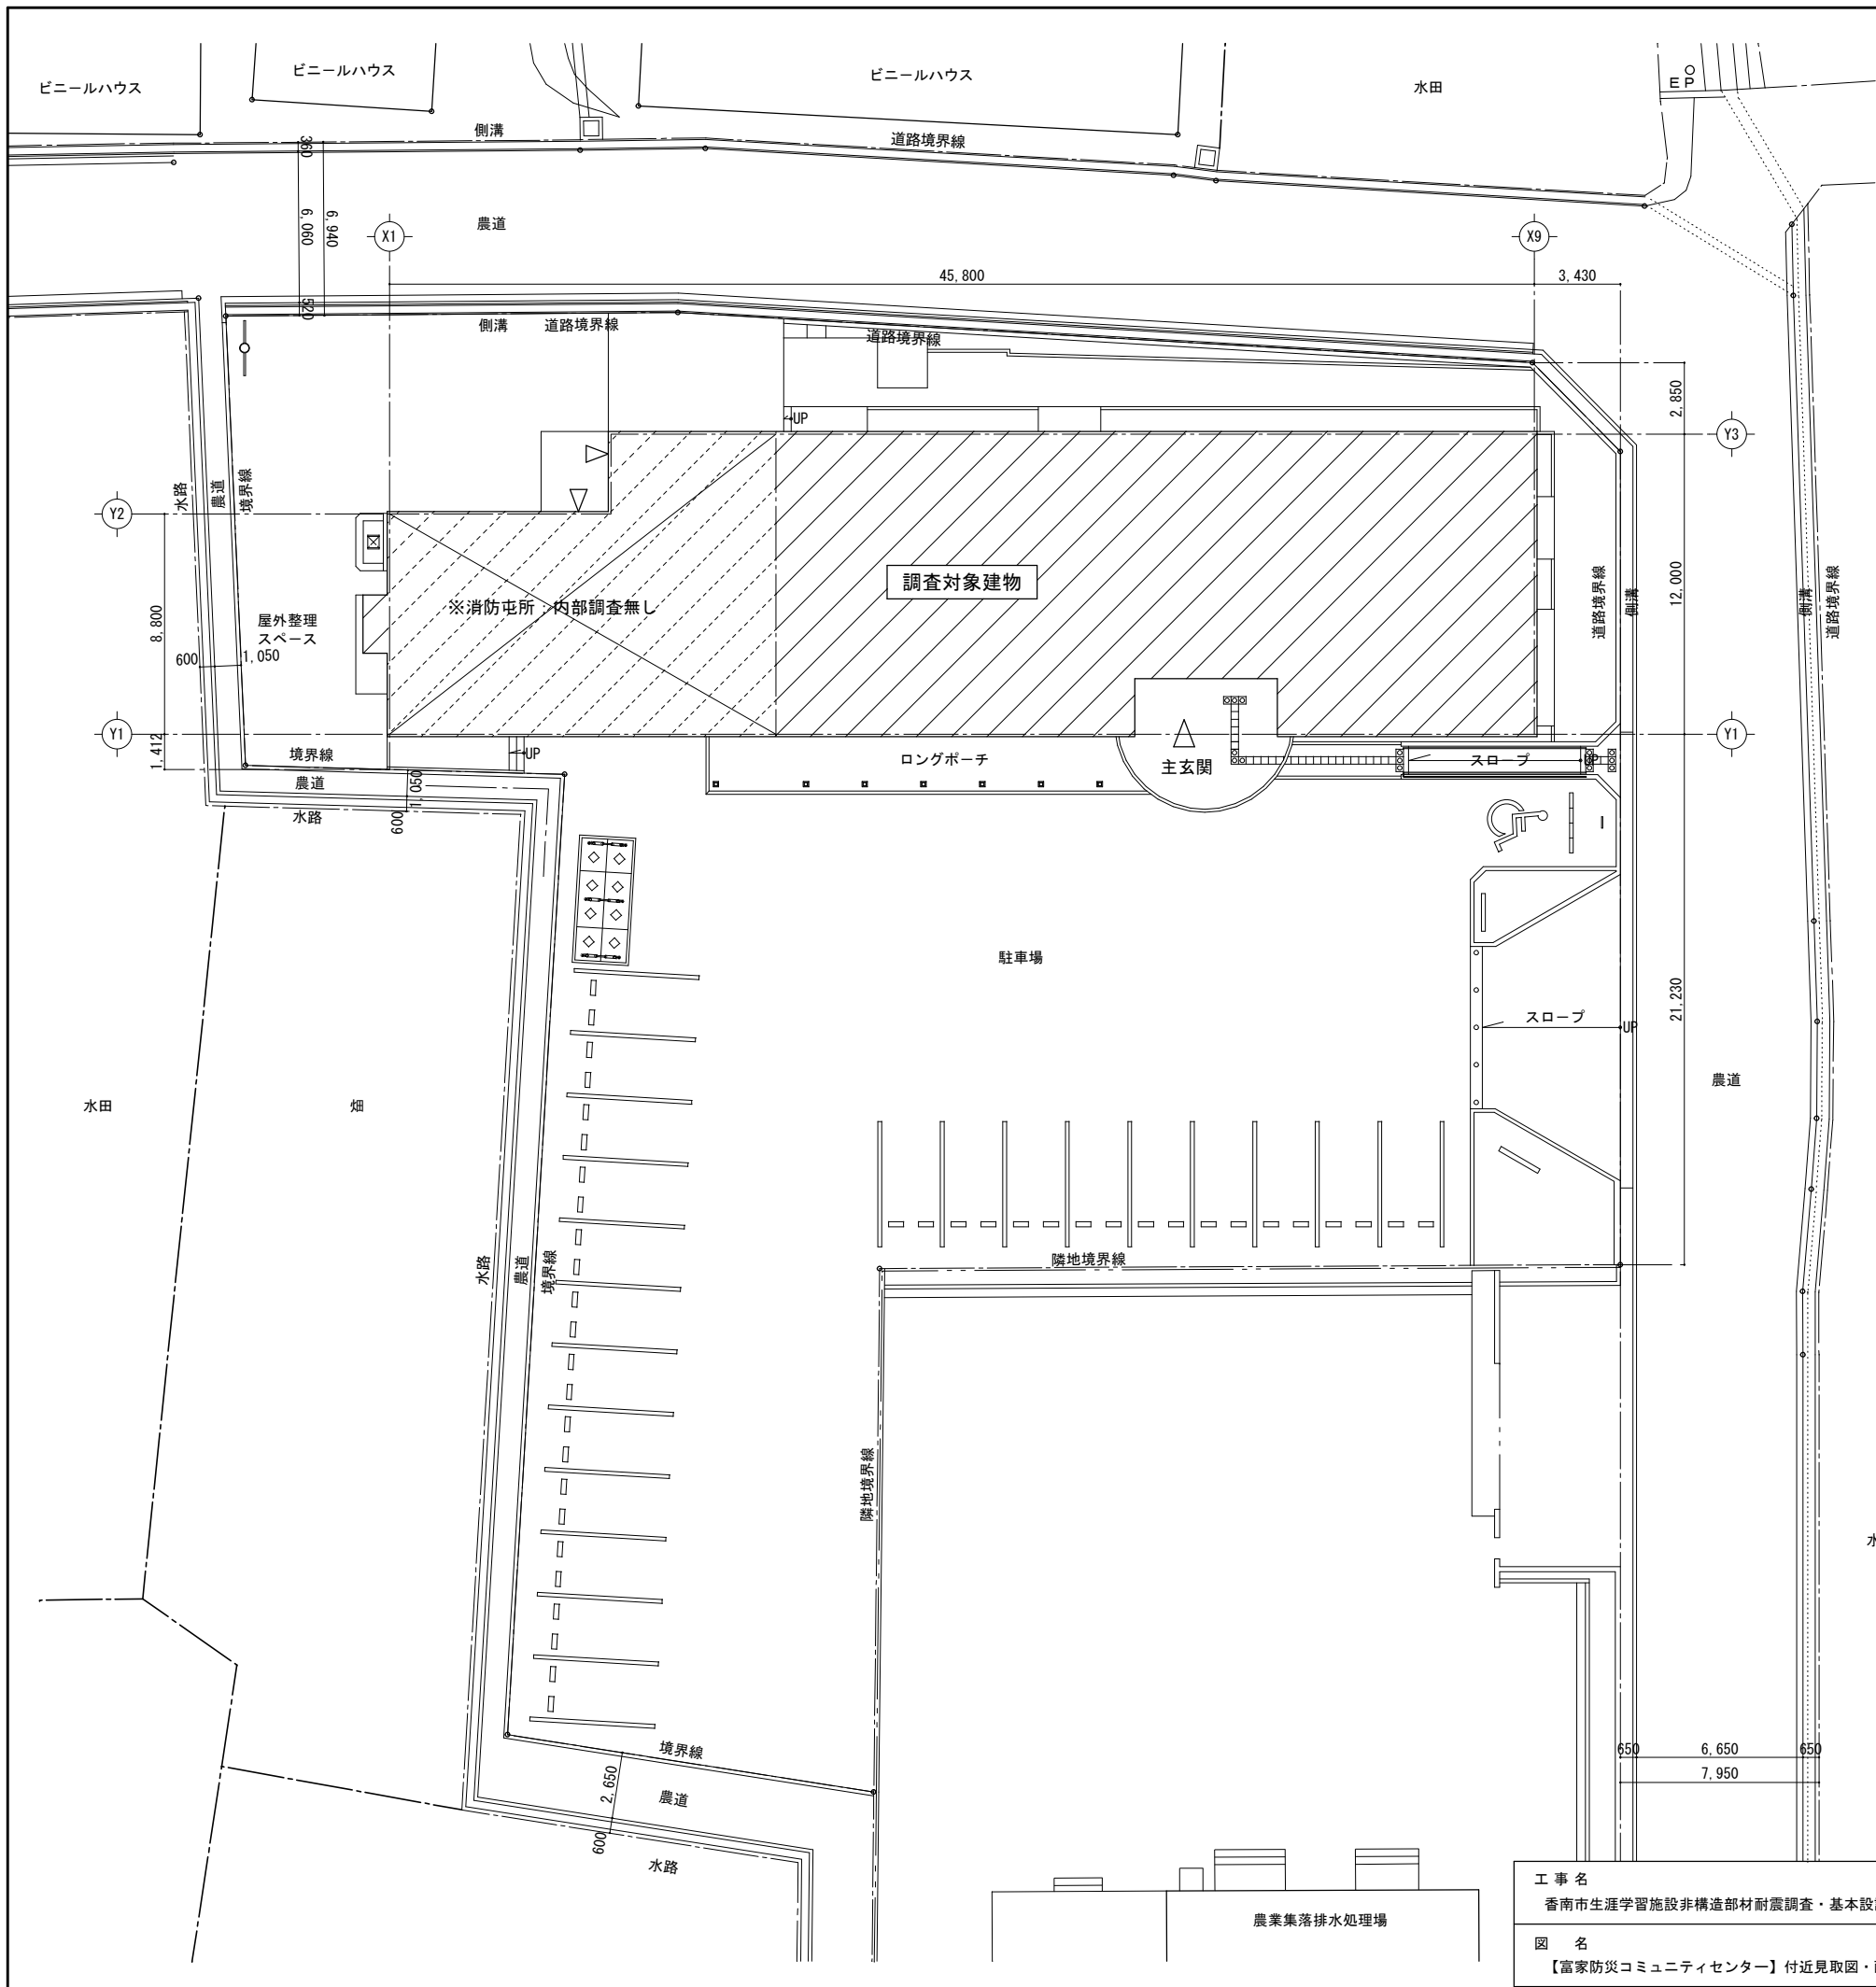 ビニールハウス
ビニールハウス
ビニールハウス
水田
EP
側溝
道路境界線
360
6,060
6,940
520
農道
X1
X9
45,800
3,430
側溝
道路境界線
道路境界線
2,850
UP
Y3
水路
農道
境界線
Y2
調査対象建物
※消防屯所：内部調査無し
12,000
道路境界線
側溝
側溝
道路境界線
8,800
屋外整理
スペース
600
1,050
Y1
Y1
1,412
境界線
UP
ロングポーチ
主玄関
スロープ
UP
農道
1,050
水路
600
駐車場
21,230
スロープ
UP
農道
水田
畑
水路
農道
境界線
隣地境界線
隣地境界線
境界線
2,650
農道
600
水路
650
6,650
650
7,950
農業集落排水処理場
工事名
香南市生涯学習施設非構造部材耐震調査・基本設
図　名
【富家防災コミュニティセンター】付近見取図・